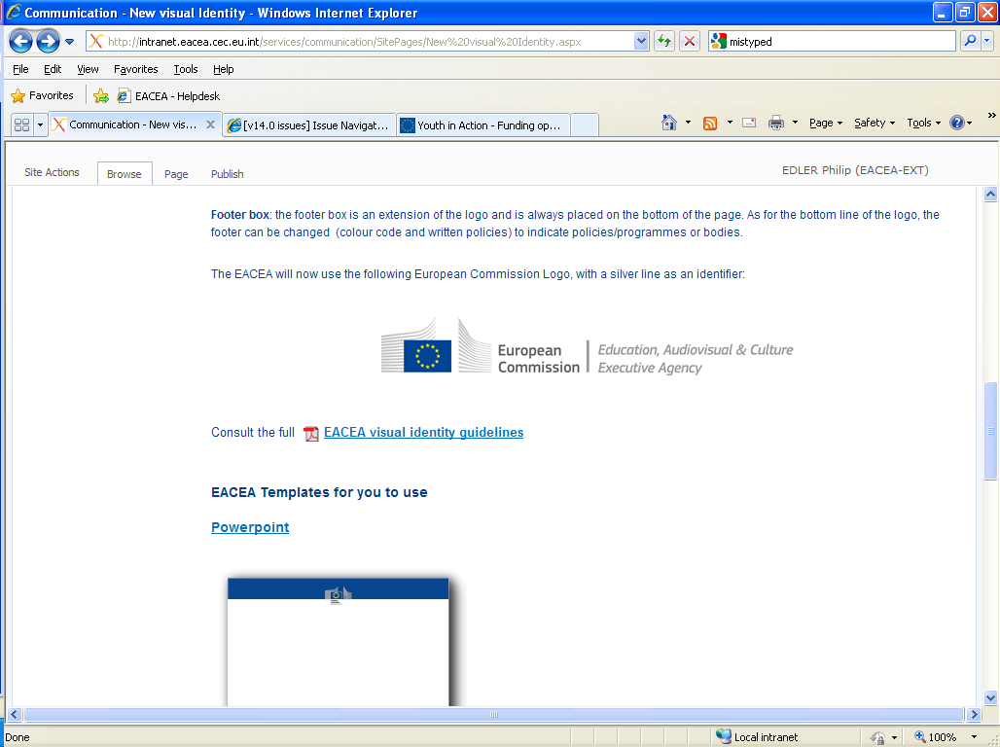 Communication - New visual Identity - Windows Internet Explorer
http://intranet.eacea.cec.eu.int/services/communication/SitePages/New%20visual%20Identity.aspx
mistyped
File Edit View Favorites Tools Help
Favorites EACEA - Helpdesk
Communication - New vis... [v14.0 issues] Issue Navigat... Youth in Action - Funding op... Page Safety Tools
Site Actions Browse Page Publish EDLER Philip (EACEA-EXT)
Footer box: the footer box is an extension of the logo and is always placed on the bottom of the page. As for the bottom line of the logo, the
footer can be changed (colour code and written policies) to indicate policies/programmes or bodies.
The EACEA will now use the following European Commission Logo, with a silver line as an identifier:
European
Commission
Education, Audiovisual & Culture
Executive Agency
Consult the full EACEA visual identity guidelines
EACEA Templates for you to use
Powerpoint
Done Local intranet 100%